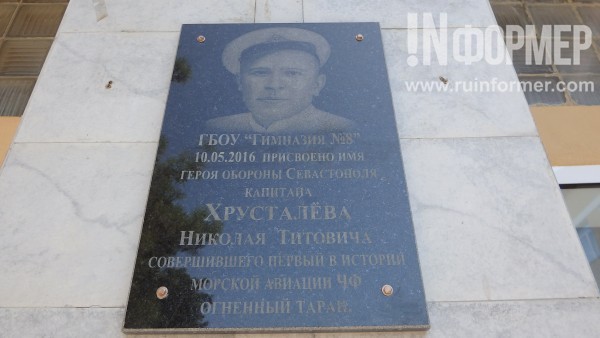 !NФОРМЕР
www.ruinformer.com
ГБОУ "Гимназия №8"
10.05.2016 ПРИСВОЕНО ИМЯ
ГЕРОЯ ОБОРОНЫ СЕВАСТОПОЛЯ
КАПИТАНА
ХРУСТАЛЁВА
НИКОЛАЯ ТИТОВИЧА
СОВЕРШИВШЕГО ПЕРВЫЙ В ИСТОРИИ
МОРСКОЙ АВИАЦИИ ЧФ
ОГНЕННЫЙ ТАРАН.